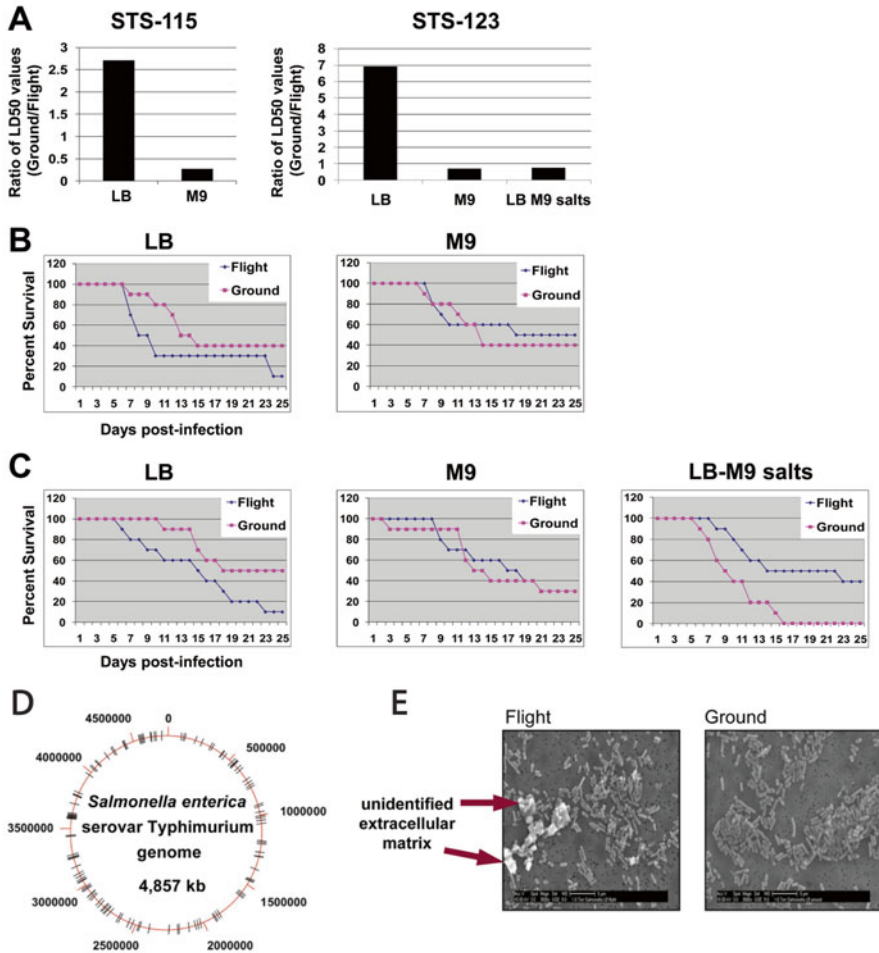 A
STS-115
STS-123
Ratio of LD50 values
(Ground/Flight)
3
2.5
2
1.5
1
0.5
0
LB
M9
Ratio of LD50 values
(Ground/Flight)
8
7
6
5
4
3
2
1
0
LB
M9
LB M9 salts
B
LB
M9
Percent Survival
120
100
80
60
40
20
0
Flight
Ground
1 3 5 7 9 11 13 15 17 19 21 23 25
120
100
80
60
40
20
0
Flight
Ground
1 3 5 7 9 11 13 15 17 19 21 23 25
Days post-infection
C
LB
M9
LB-M9 salts
Percent Survival
120
100
80
60
40
20
0
Flight
Ground
1 3 5 7 9 11 13 15 17 19 21 23 25
120
100
80
60
40
20
0
Flight
Ground
1 3 5 7 9 11 13 15 17 19 21 23 25
120
100
80
60
40
20
0
Flight
Ground
1 3 5 7 9 11 13 15 17 19 21 23 25
Days post-infection
D
0
500000
1000000
1500000
2000000
2500000
3000000
3500000
4000000
4500000
Salmonella enterica
serovar Typhimurium
genome
4,857 kb
E
Flight
Ground
unidentified
extracellular
matrix